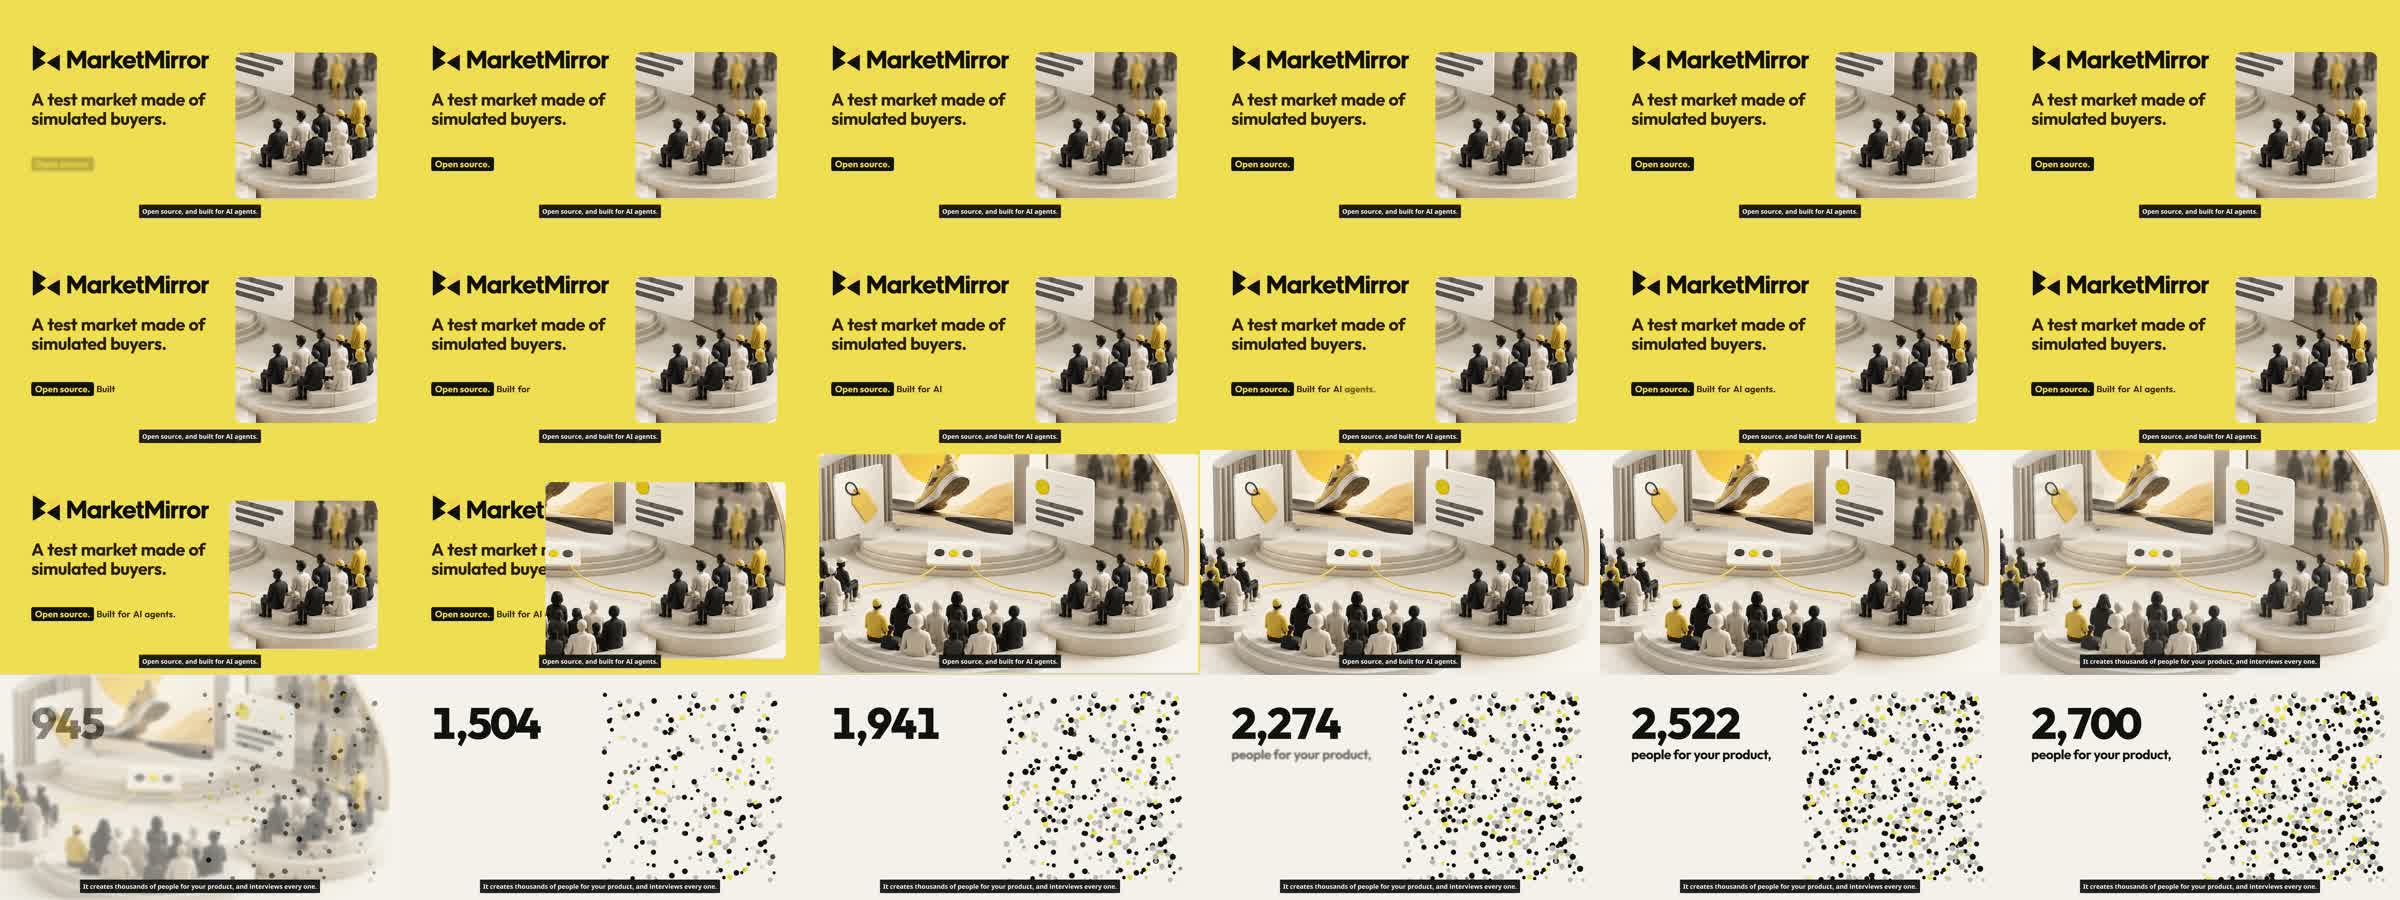 MarketMirror
A test market made of
simulated buyers.
Open source, and built for AI agents.
MarketMirror
A test market made of
simulated buyers.
Open source.
Open source, and built for AI agents.
MarketMirror
A test market made of
simulated buyers.
Open source.
Open source, and built for AI agents.
MarketMirror
A test market made of
simulated buyers.
Open source.
Open source, and built for AI agents.
MarketMirror
A test market made of
simulated buyers.
Open source.
Open source, and built for AI agents.
MarketMirror
A test market made of
simulated buyers.
Open source.
Open source, and built for AI agents.
MarketMirror
A test market made of
simulated buyers.
Open source. Built
Open source, and built for AI agents.
MarketMirror
A test market made of
simulated buyers.
Open source. Built for
Open source, and built for AI agents.
MarketMirror
A test market made of
simulated buyers.
Open source. Built for AI
Open source, and built for AI agents.
MarketMirror
A test market made of
simulated buyers.
Open source. Built for AI agents.
Open source, and built for AI agents.
MarketMirror
A test market made of
simulated buyers.
Open source. Built for AI agents.
Open source, and built for AI agents.
MarketMirror
A test market made of
simulated buyers.
Open source. Built for AI agents.
Open source, and built for AI agents.
MarketMirror
A test market made of
simulated buyers.
Open source. Built for AI agents.
Open source, and built for AI agents.
Market
A test market
simulated buye
Open source. Built for AI
Open source, and built for AI agents.
Open source, and built for AI agents.
Open source, and built for AI agents.
It creates thousands of people for your product, and interviews every one.
945
It creates thousands of people for your product, and interviews every one.
1,504
It creates thousands of people for your product, and interviews every one.
1,941
It creates thousands of people for your product, and interviews every one.
2,274
people for your product,
It creates thousands of people for your product, and interviews every one.
2,522
people for your product,
It creates thousands of people for your product, and interviews every one.
2,700
people for your product,
It creates thousands of people for your product, and interviews every one.